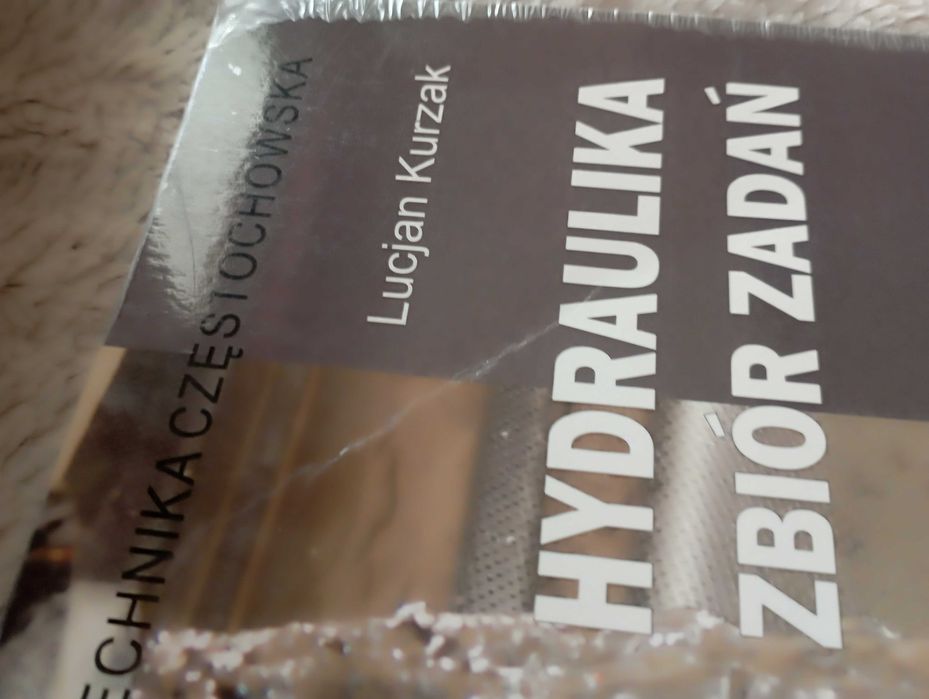 ECHNIKA CZĘSTOCHOWSKA
Lucjan Kurzak
HYDRAULIKA
ZBIÓR ZADAŃ